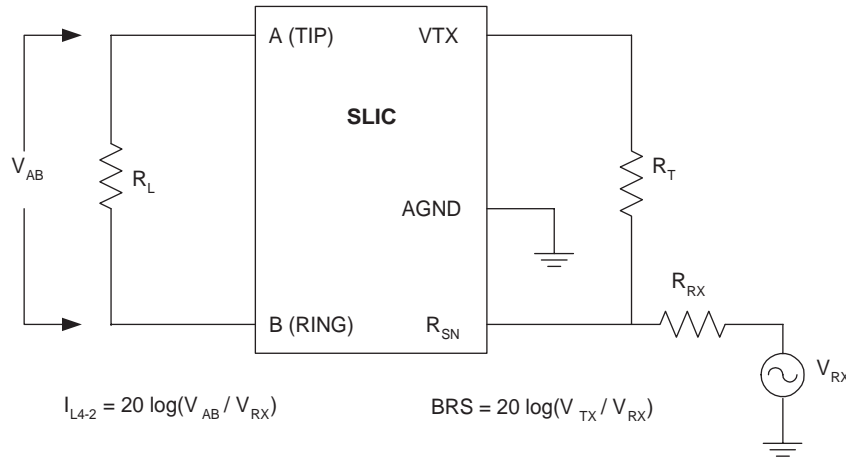 A (TIP) VTX
SLIC
V_AB R_L R_T
AGND
R_RX
B (RING) R_SN
V_RX
I_L4-2 = 20 log(V_AB / V_RX) BRS = 20 log(V_TX / V_RX)